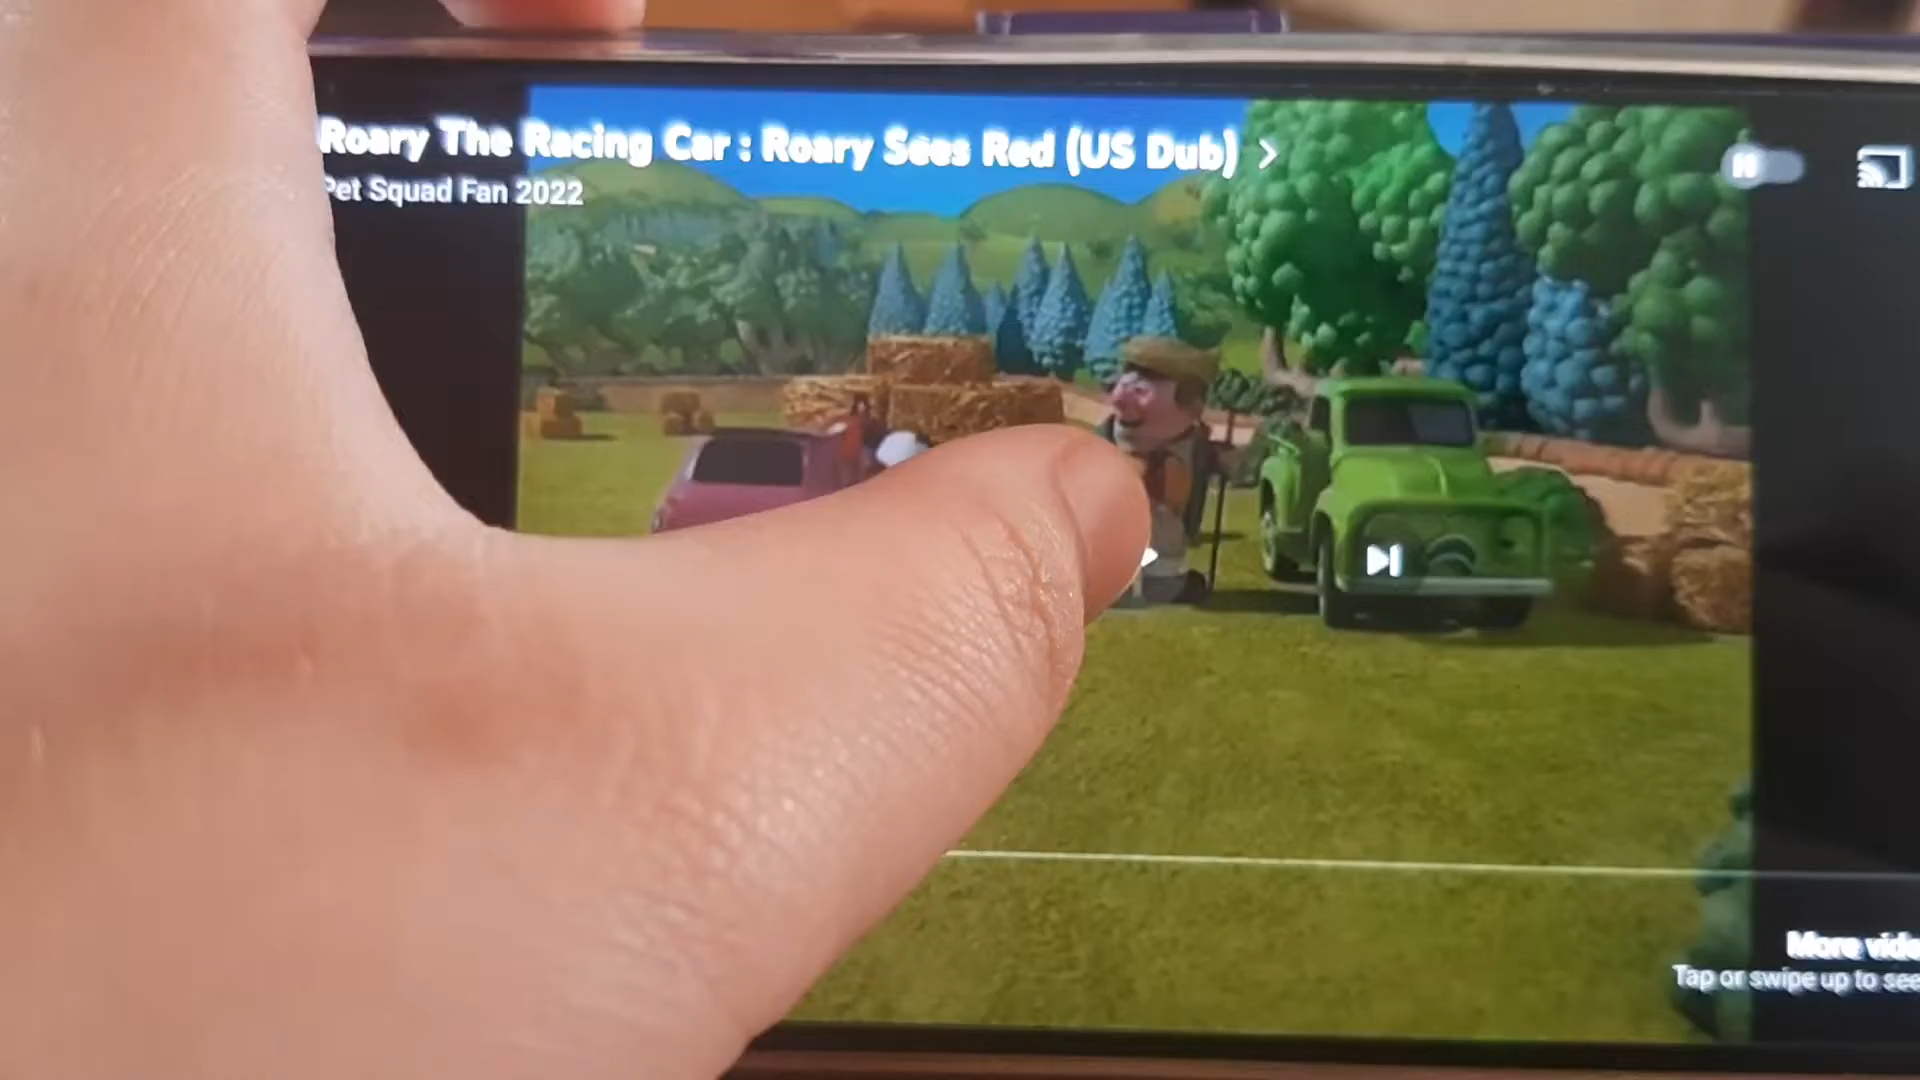 Roary The Racing Car : Roary Sees Red (US Dub)
Pet Squad Fan 2022
More
Tap or swipe up to see